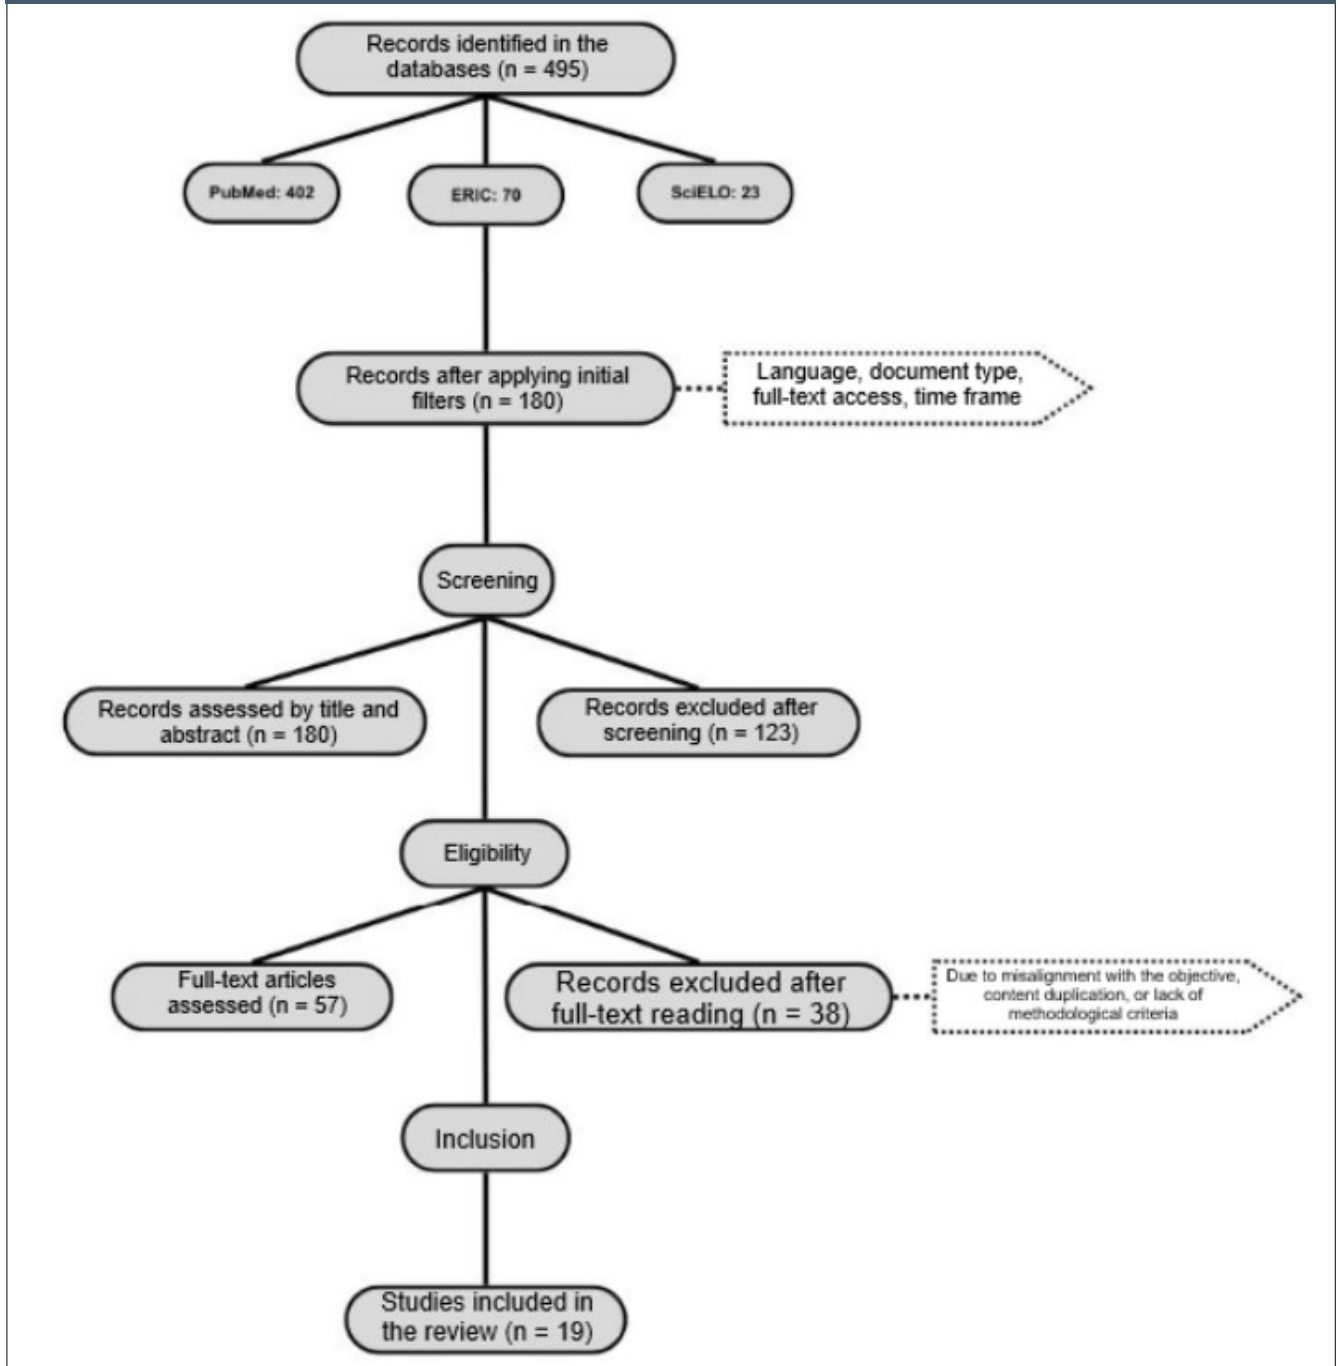 Records identified in the
databases (n = 495)
PubMed: 402
ERIC: 70
SciELO: 23
Records after applying initial
filters (n = 180)
Language, document type,
full-text access, time frame
Screening
Records assessed by title and
abstract (n = 180)
Records excluded after
screening (n = 123)
Eligibility
Full-text articles
assessed (n = 57)
Records excluded after
full-text reading (n = 38)
Due to misalignment with the objective,
content duplication, or lack of
methodological criteria
Inclusion
Studies included in
the review (n = 19)